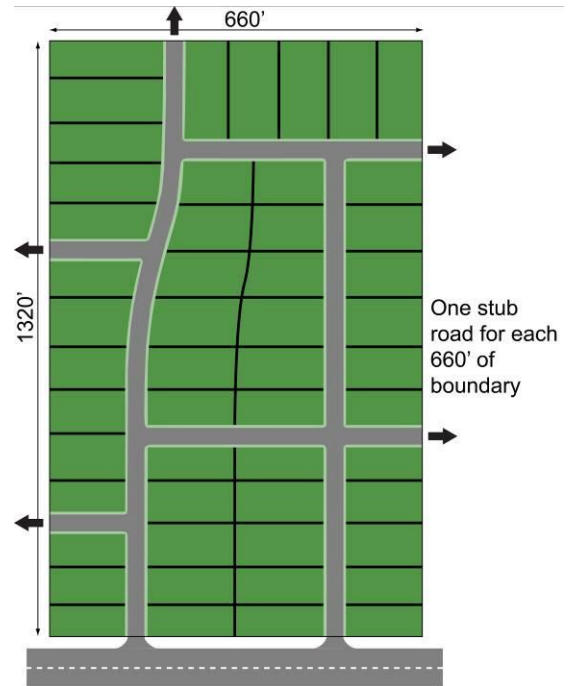 660'
1320'
One stub
road for each
660' of
boundary